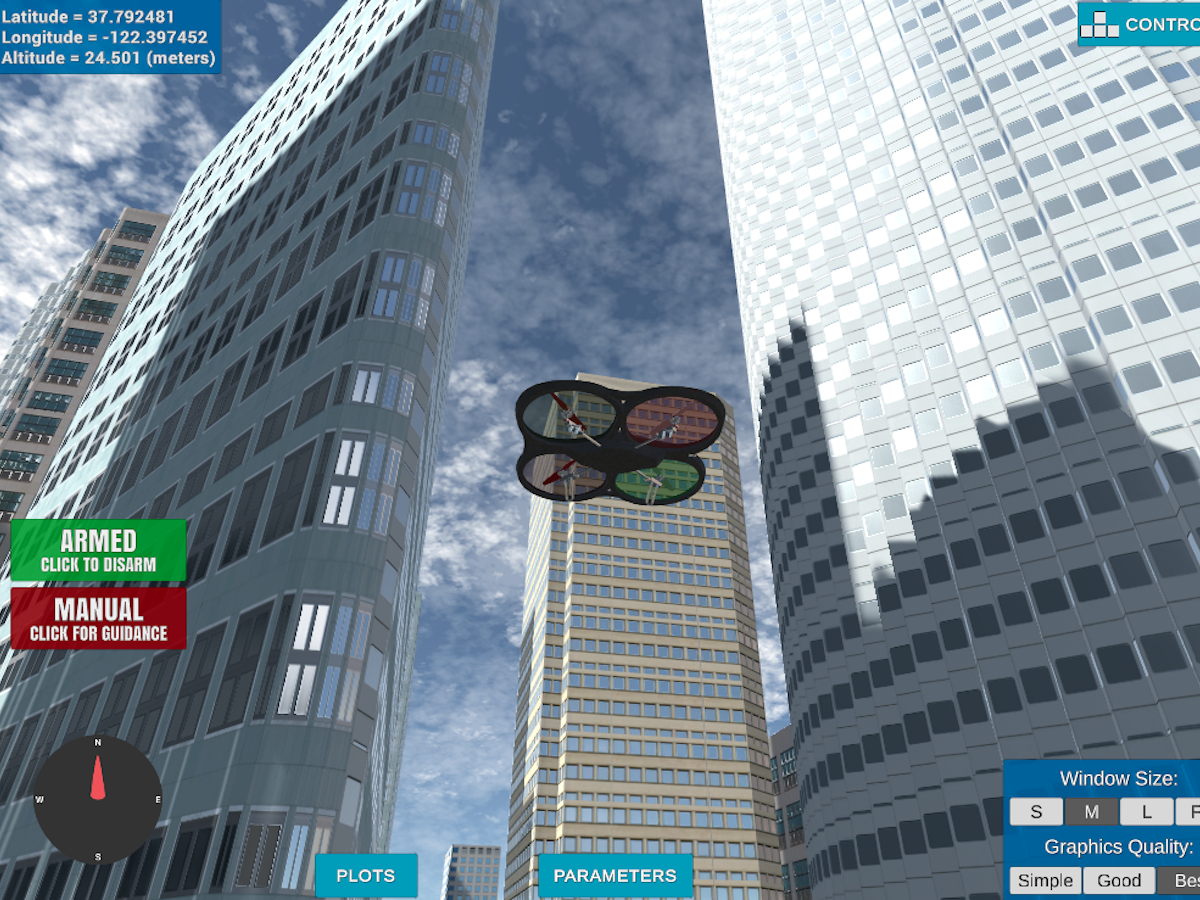 Latitude = 37.792481
Longitude = -122.397452
Altitude = 24.501 (meters)
CONTRO
ARMED
CLICK TO DISARM
MANUAL
CLICK FOR GUIDANCE
N
W E
S
PLOTS
PARAMETERS
Window Size:
S M L F
Graphics Quality:
Simple Good Bes